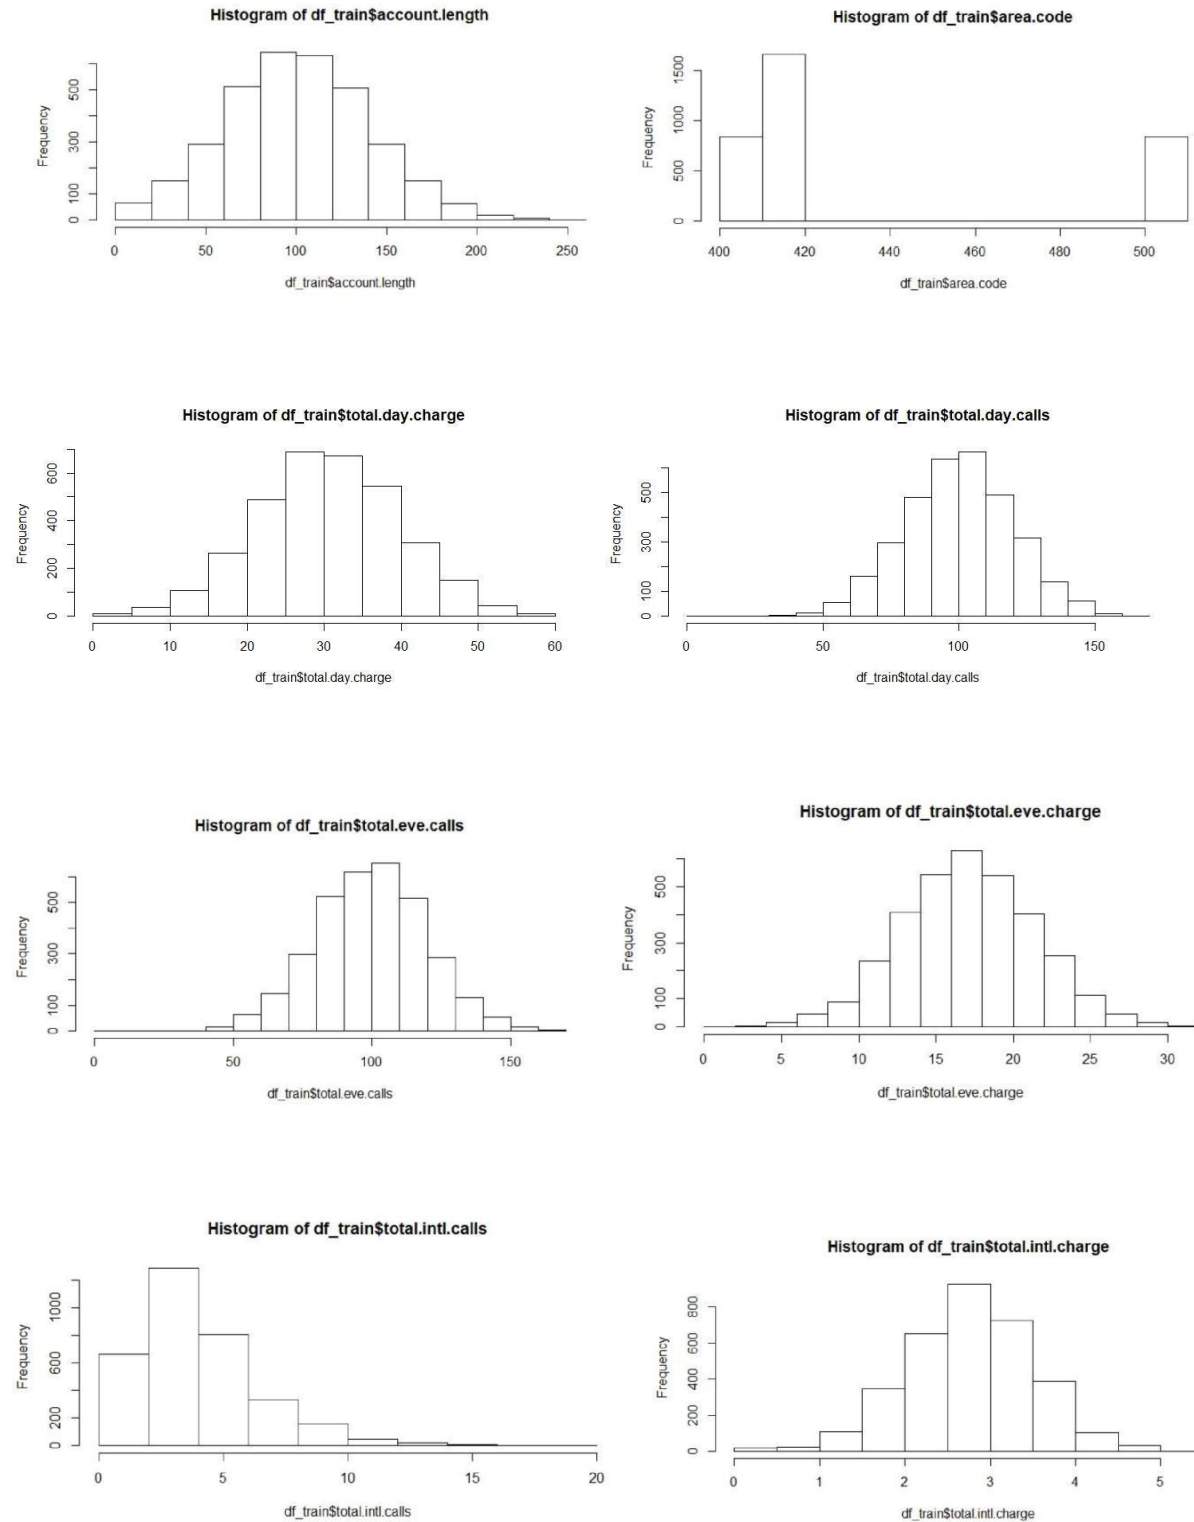 Histogram of df_train$account.length
Frequency
0 100 300 500
0 50 100 150 200 250
df_train$account.length
Histogram of df_train$area.code
Frequency
0 500 1000 1500
400 420 440 460 480 500
df_train$area.code
Histogram of df_train$total.day.charge
Frequency
0 200 400 600
0 10 20 30 40 50 60
df_train$total.day.charge
Histogram of df_train$total.day.calls
Frequency
0 100 300 500
0 50 100 150
df_train$total.day.calls
Histogram of df_train$total.eve.calls
Frequency
0 100 300 500
0 50 100 150
df_train$total.eve.calls
Histogram of df_train$total.eve.charge
Frequency
0 100 300 500
0 5 10 15 20 25 30
df_train$total.eve.charge
Histogram of df_train$total.intl.calls
Frequency
0 200 600 1000
0 5 10 15 20
df_train$total.intl.calls
Histogram of df_train$total.intl.charge
Frequency
0 200 400 600 800
0 1 2 3 4 5
df_train$total.intl.charge